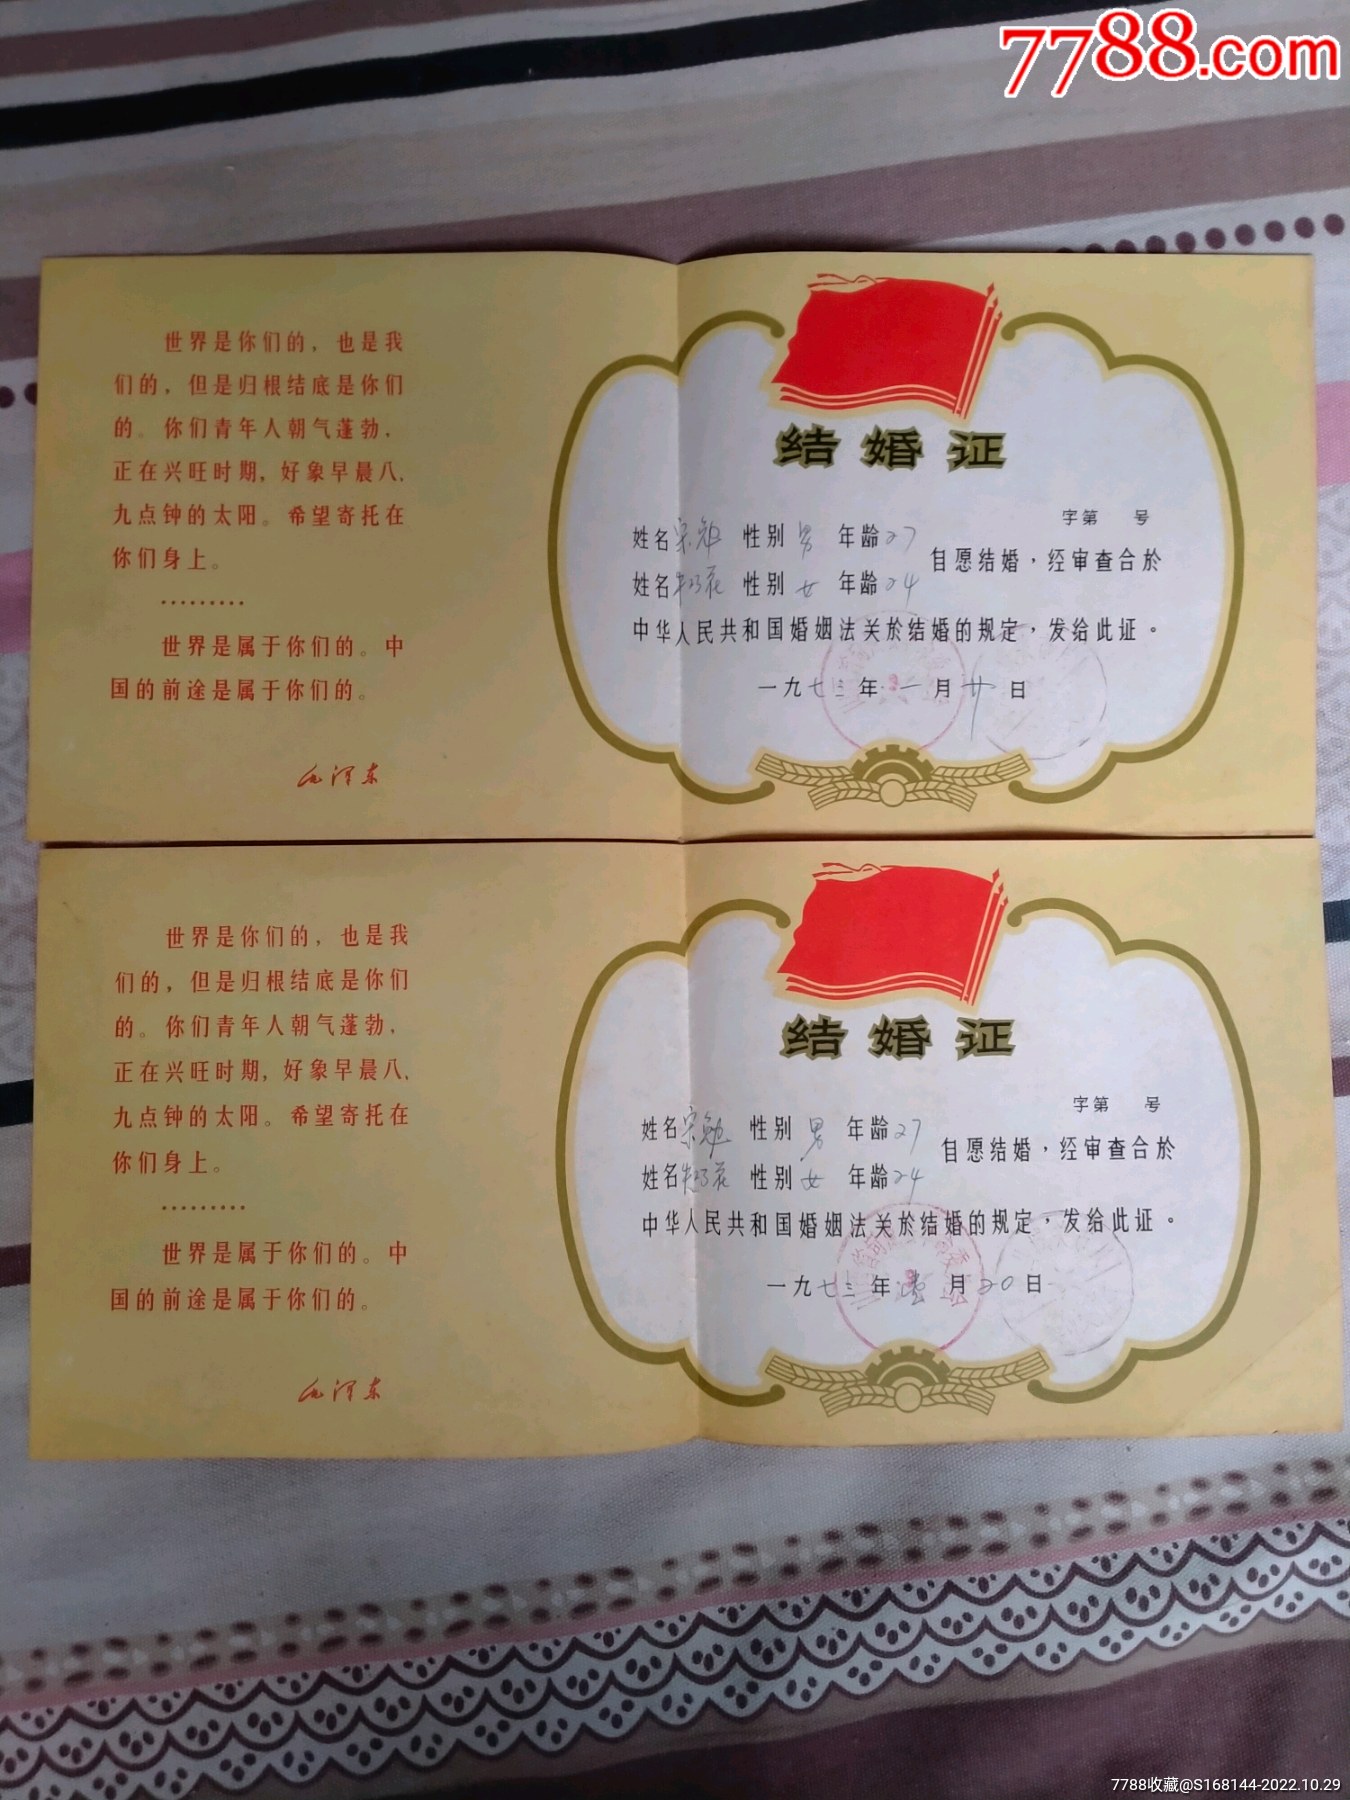 7788.com
世界是你们的，也是我
们的，但是归根结底是你们
的。你们青年人朝气蓬勃，
正在兴旺时期，好象早晨八、
九点钟的太阳。希望寄托在
你们身上。
………
世界是属于你们的。中
国的前途是属于你们的。
毛泽东
结婚证
字第 号
姓名宋勉 性别男 年龄27
姓名 性别女 年龄24
自愿结婚，经审查合於
中华人民共和国婚姻法关於结婚的规定，发给此证。
一九七三年 一月廿日
世界是你们的，也是我
们的，但是归根结底是你们
的。你们青年人朝气蓬勃，
正在兴旺时期，好象早晨八、
九点钟的太阳。希望寄托在
你们身上。
………
世界是属于你们的。中
国的前途是属于你们的。
毛泽东
结婚证
字第 号
姓名宋勉 性别男 年龄27
姓名 性别女 年龄24
自愿结婚，经审查合於
中华人民共和国婚姻法关於结婚的规定，发给此证。
一九七三年 壹月20日
7788收藏@S168144-2022.10.29